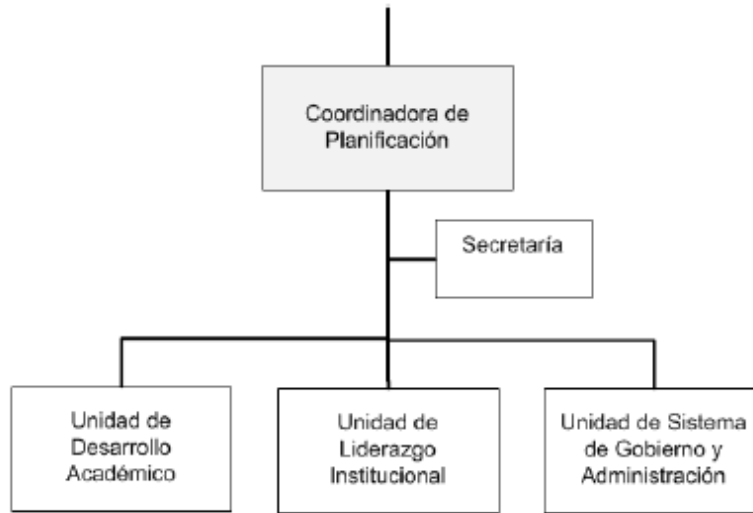 Coordinadora de
Planificación
Secretaría
Unidad de
Desarrollo
Académico
Unidad de
Liderazgo
Institucional
Unidad de Sistema
de Gobierno y
Administración